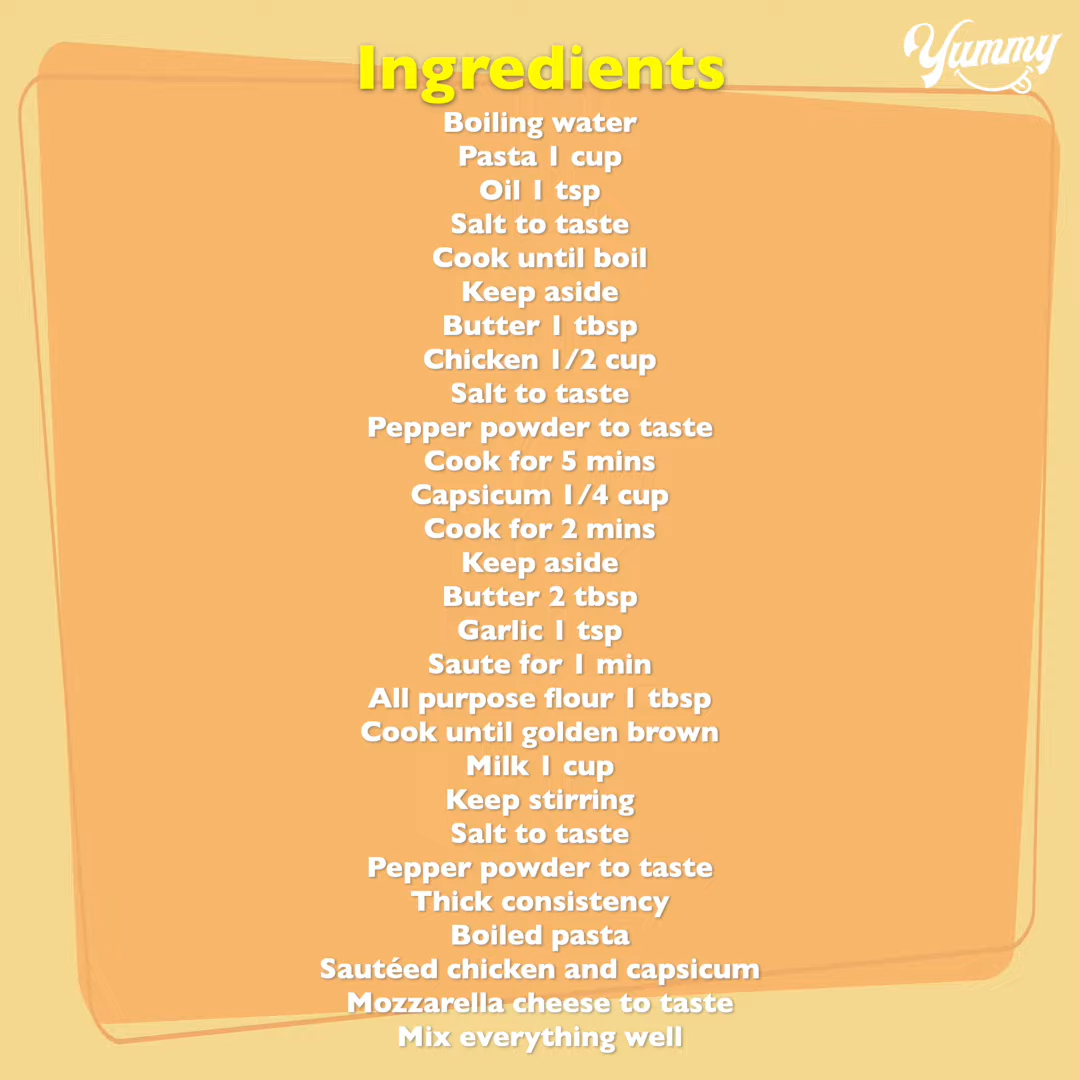 Yummy
Ingredients
Boiling water
Pasta 1 cup
Oil 1 tsp
Salt to taste
Cook until boil
Keep aside
Butter 1 tbsp
Chicken 1/2 cup
Salt to taste
Pepper powder to taste
Cook for 5 mins
Capsicum 1/4 cup
Cook for 2 mins
Keep aside
Butter 2 tbsp
Garlic 1 tsp
Saute for 1 min
All purpose flour 1 tbsp
Cook until golden brown
Milk 1 cup
Keep stirring
Salt to taste
Pepper powder to taste
Thick consistency
Boiled pasta
Sautéed chicken and capsicum
Mozzarella cheese to taste
Mix everything well